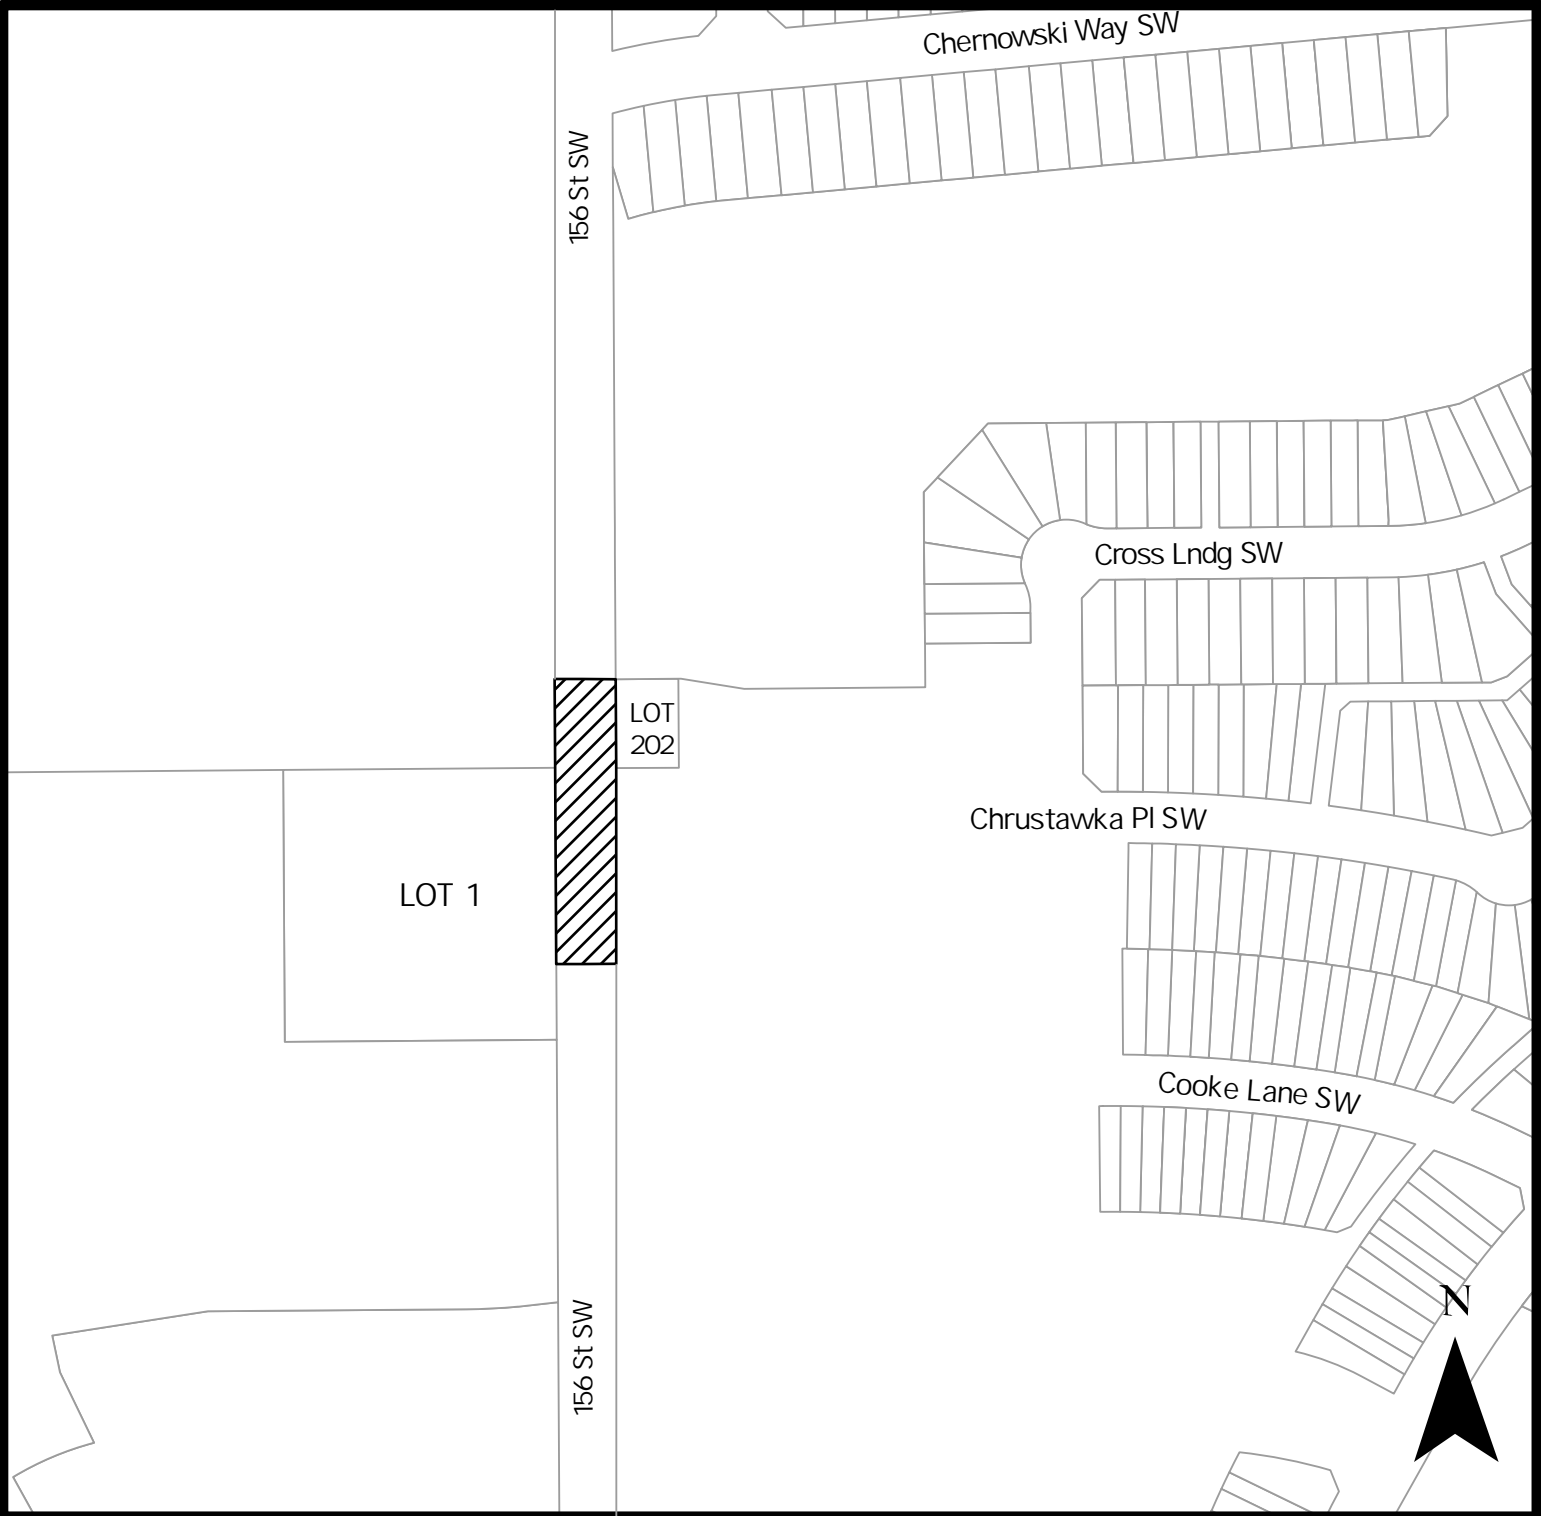 Chernowski Way SW
156 St SW
Cross Lndg SW
LOT
202
Chrustawka Pl SW
LOT 1
Cooke Lane SW
N
156 St SW